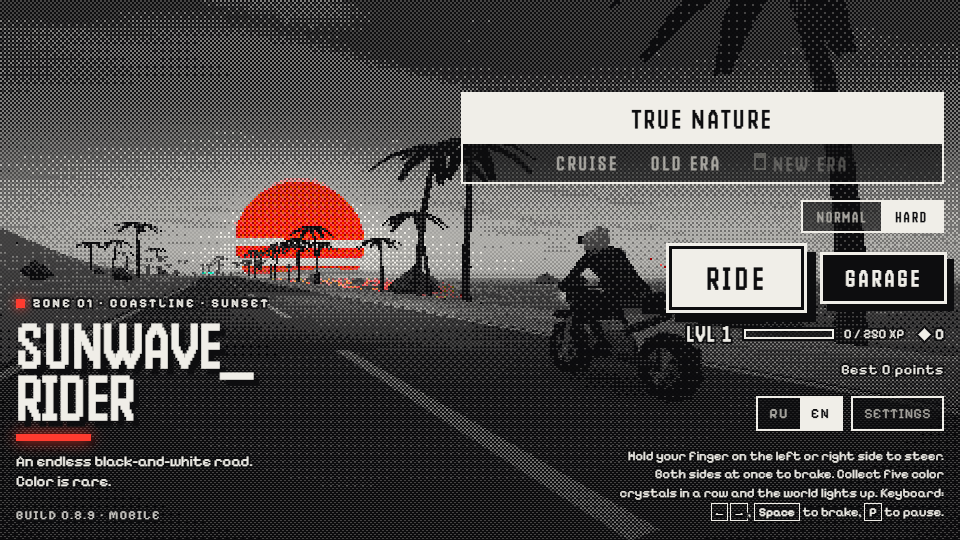 TRUE NATURE
CRUISE OLD ERA NEW ERA
NORMAL HARD
RIDE GARAGE
LVL 1 0 / 280 XP ◆ 0
Best 0 points
RU EN SETTINGS
Hold your finger on the left or right side to steer.
Both sides at once to brake. Collect five color
crystals in a row and the world lights up. Keyboard:
← →, Space to brake, P to pause.
ZONE 01 · COASTLINE · SUNSET
SUNWAVE_
RIDER
An endless black-and-white road.
Color is rare.
BUILD 0.8.9 · MOBILE